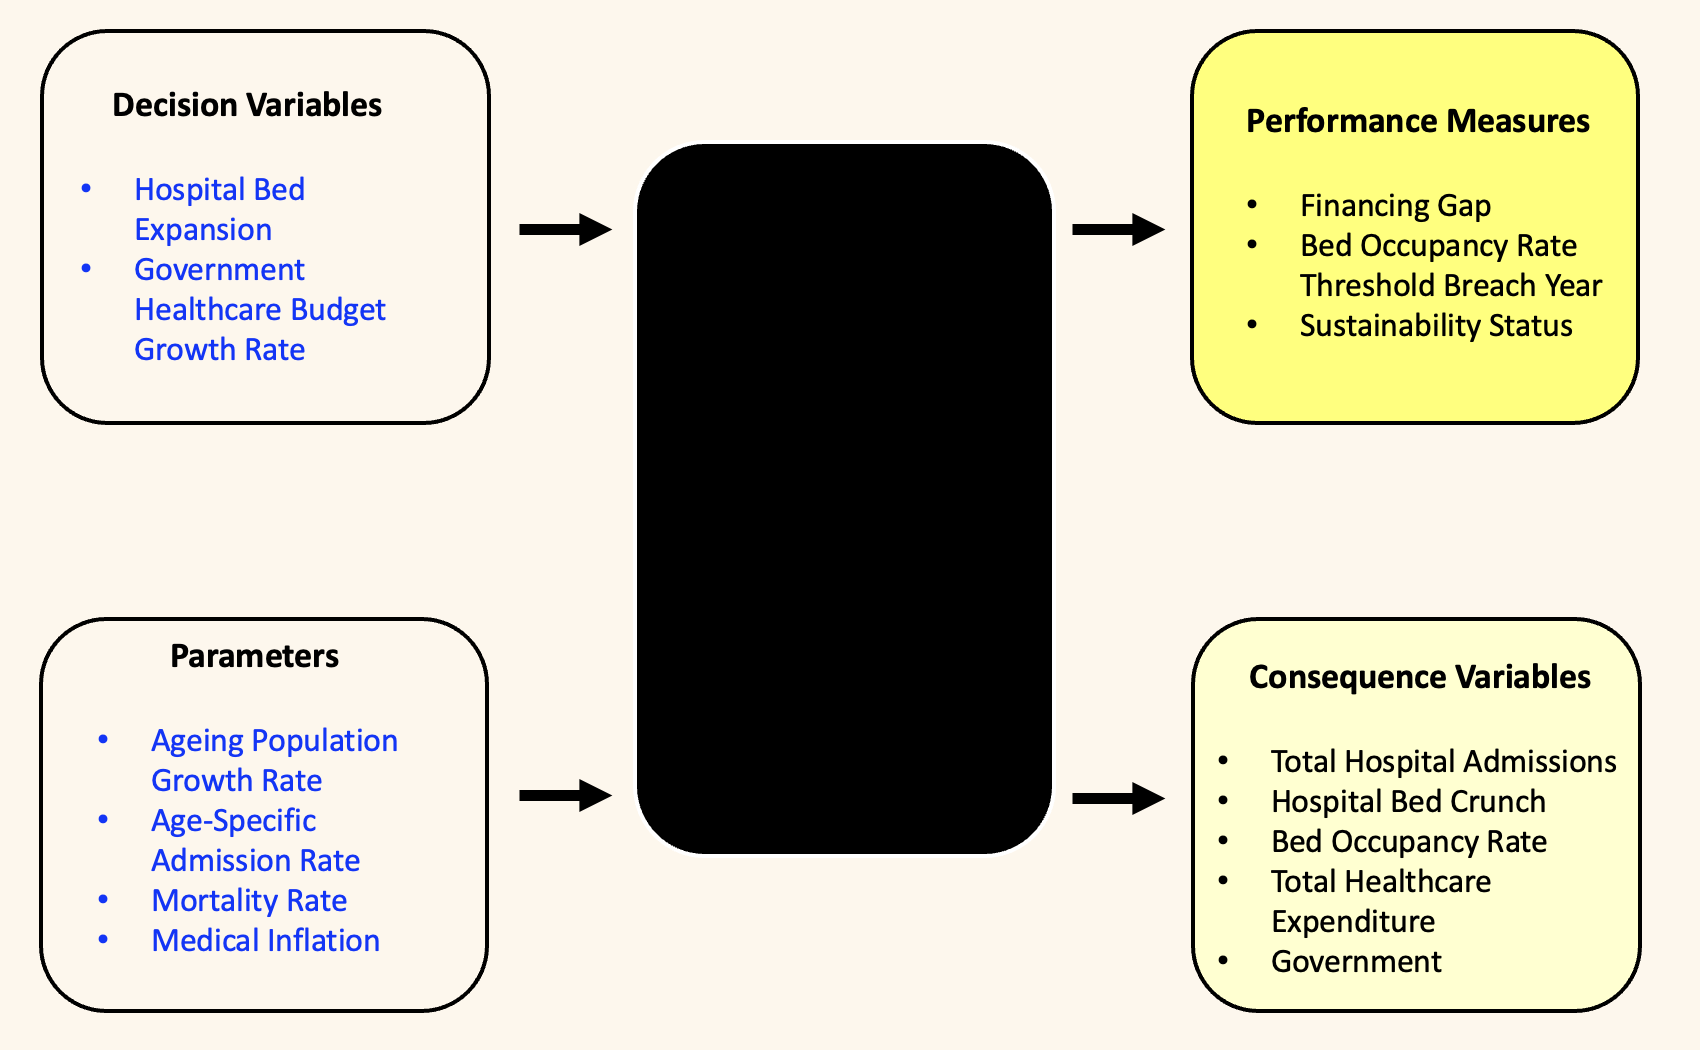 Decision Variables
• Hospital Bed
Expansion
• Government
Healthcare Budget
Growth Rate
Performance Measures
• Financing Gap
• Bed Occupancy Rate
Threshold Breach Year
• Sustainability Status
Parameters
• Ageing Population
Growth Rate
• Age-Specific
Admission Rate
• Mortality Rate
• Medical Inflation
Consequence Variables
• Total Hospital Admissions
• Hospital Bed Crunch
• Bed Occupancy Rate
• Total Healthcare
Expenditure
• Government